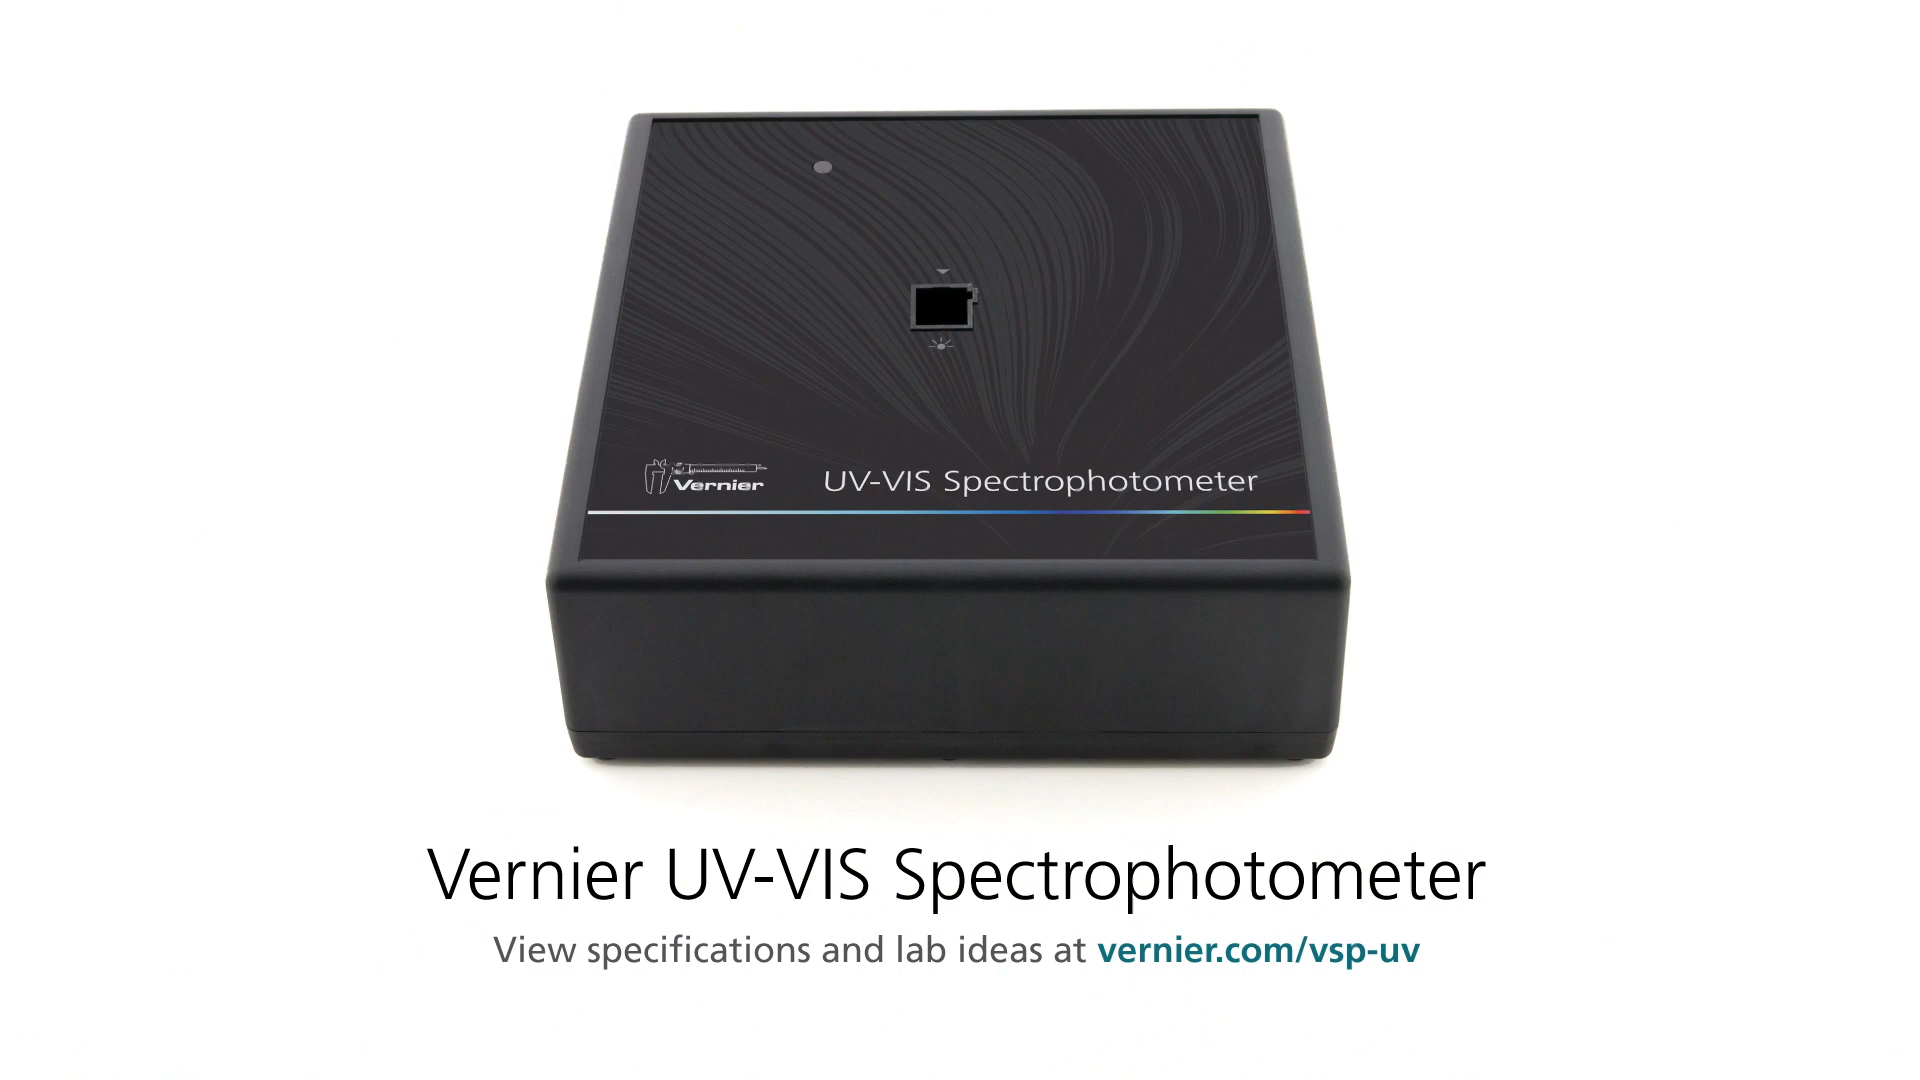 Vernier
UV-VIS Spectrophotometer
Vernier UV-VIS Spectrophotometer
View specifications and lab ideas at vernier.com/vsp-uv